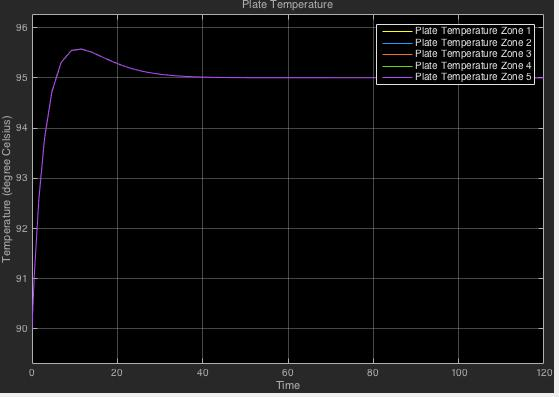 Plate Temperature
96
95
94
93
92
91
90
Temperature (degree Celsius)
Plate Temperature Zone 1
Plate Temperature Zone 2
Plate Temperature Zone 3
Plate Temperature Zone 4
Plate Temperature Zone 5
0 20 40 60 80 100 120
Time